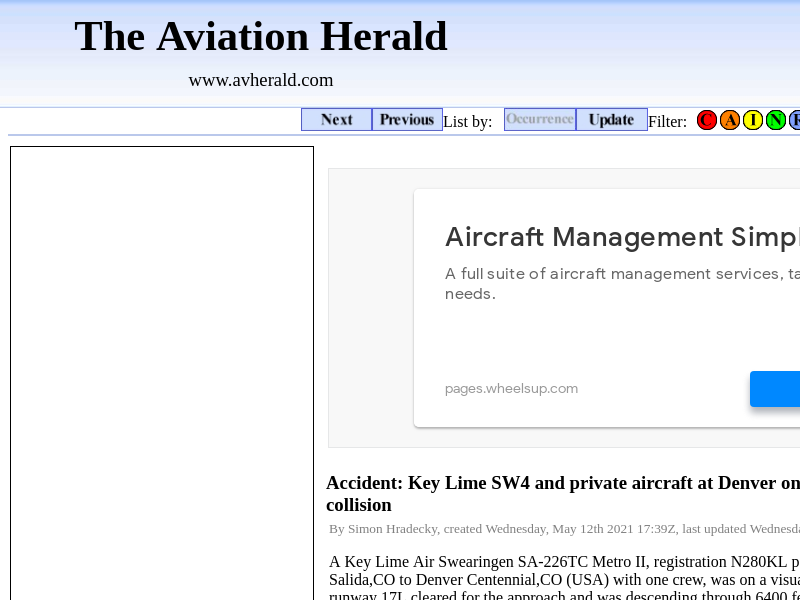 The Aviation Herald
www.avherald.com
Next Previous List by: Occurrence Update Filter: C A I N
Aircraft Management Simpl
A full suite of aircraft management services, ta
needs.
pages.wheelsup.com
Accident: Key Lime SW4 and private aircraft at Denver on
collision
By Simon Hradecky, created Wednesday, May 12th 2021 17:39Z, last updated Wednesda
A Key Lime Air Swearingen SA-226TC Metro II, registration N280KL p
Salida,CO to Denver Centennial,CO (USA) with one crew, was on a visua
runway 17L cleared for the approach and was descending through 6400 fe